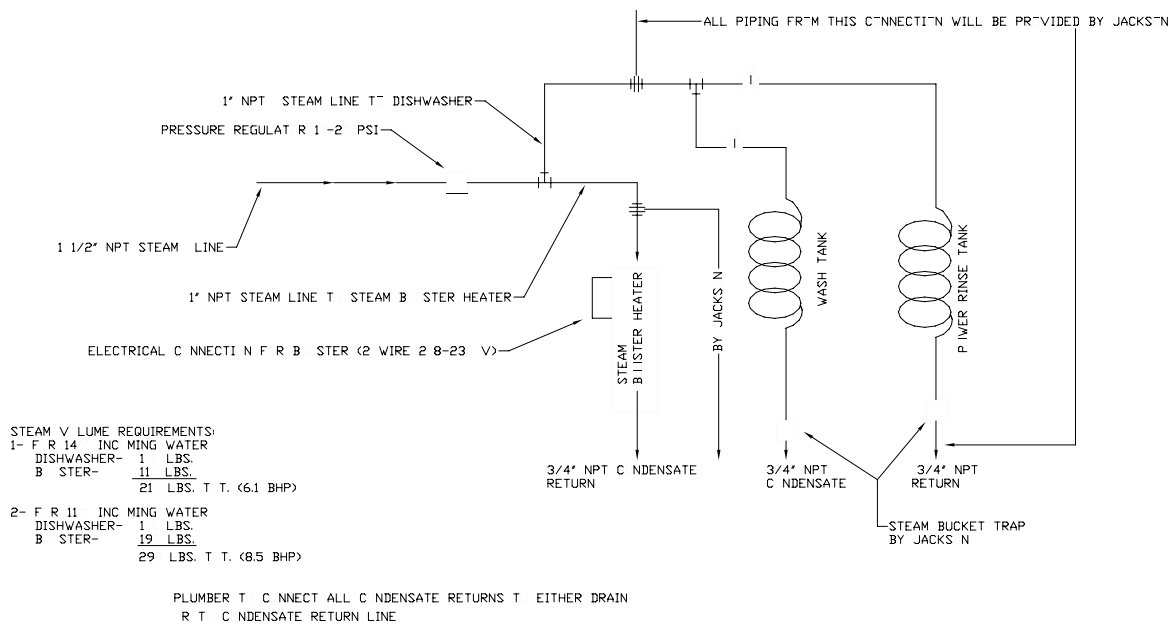 ALL PIPING FR¯M THIS C¯NNECTI¯N WILL BE PR¯VIDED BY JACKS¯N
1" NPT STEAM LINE T¯ DISHWASHER
PRESSURE REGULAT R 1 -2 PSI
1 1/2" NPT STEAM LINE
1" NPT STEAM LINE T STEAM B STER HEATER
ELECTRICAL C NNECTI N F R B STER (2 WIRE 2 8-23 V)
STEAM
B STER HEATER
BY JACKS N
WASH TANK
P WER RINSE TANK
STEAM V LUME REQUIREMENTS:
1- F R 14 INC MING WATER
DISHWASHER- 1 LBS.
B STER- 11 LBS.
21 LBS. T T. (6.1 BHP)
2- F R 11 INC MING WATER
DISHWASHER- 1 LBS.
B STER- 19 LBS.
29 LBS. T T. (8.5 BHP)
3/4" NPT C NDENSATE
RETURN
3/4" NPT
C NDENSATE
3/4" NPT
RETURN
STEAM BUCKET TRAP
BY JACKS N
PLUMBER T C NNECT ALL C NDENSATE RETURNS T EITHER DRAIN
R T C NDENSATE RETURN LINE